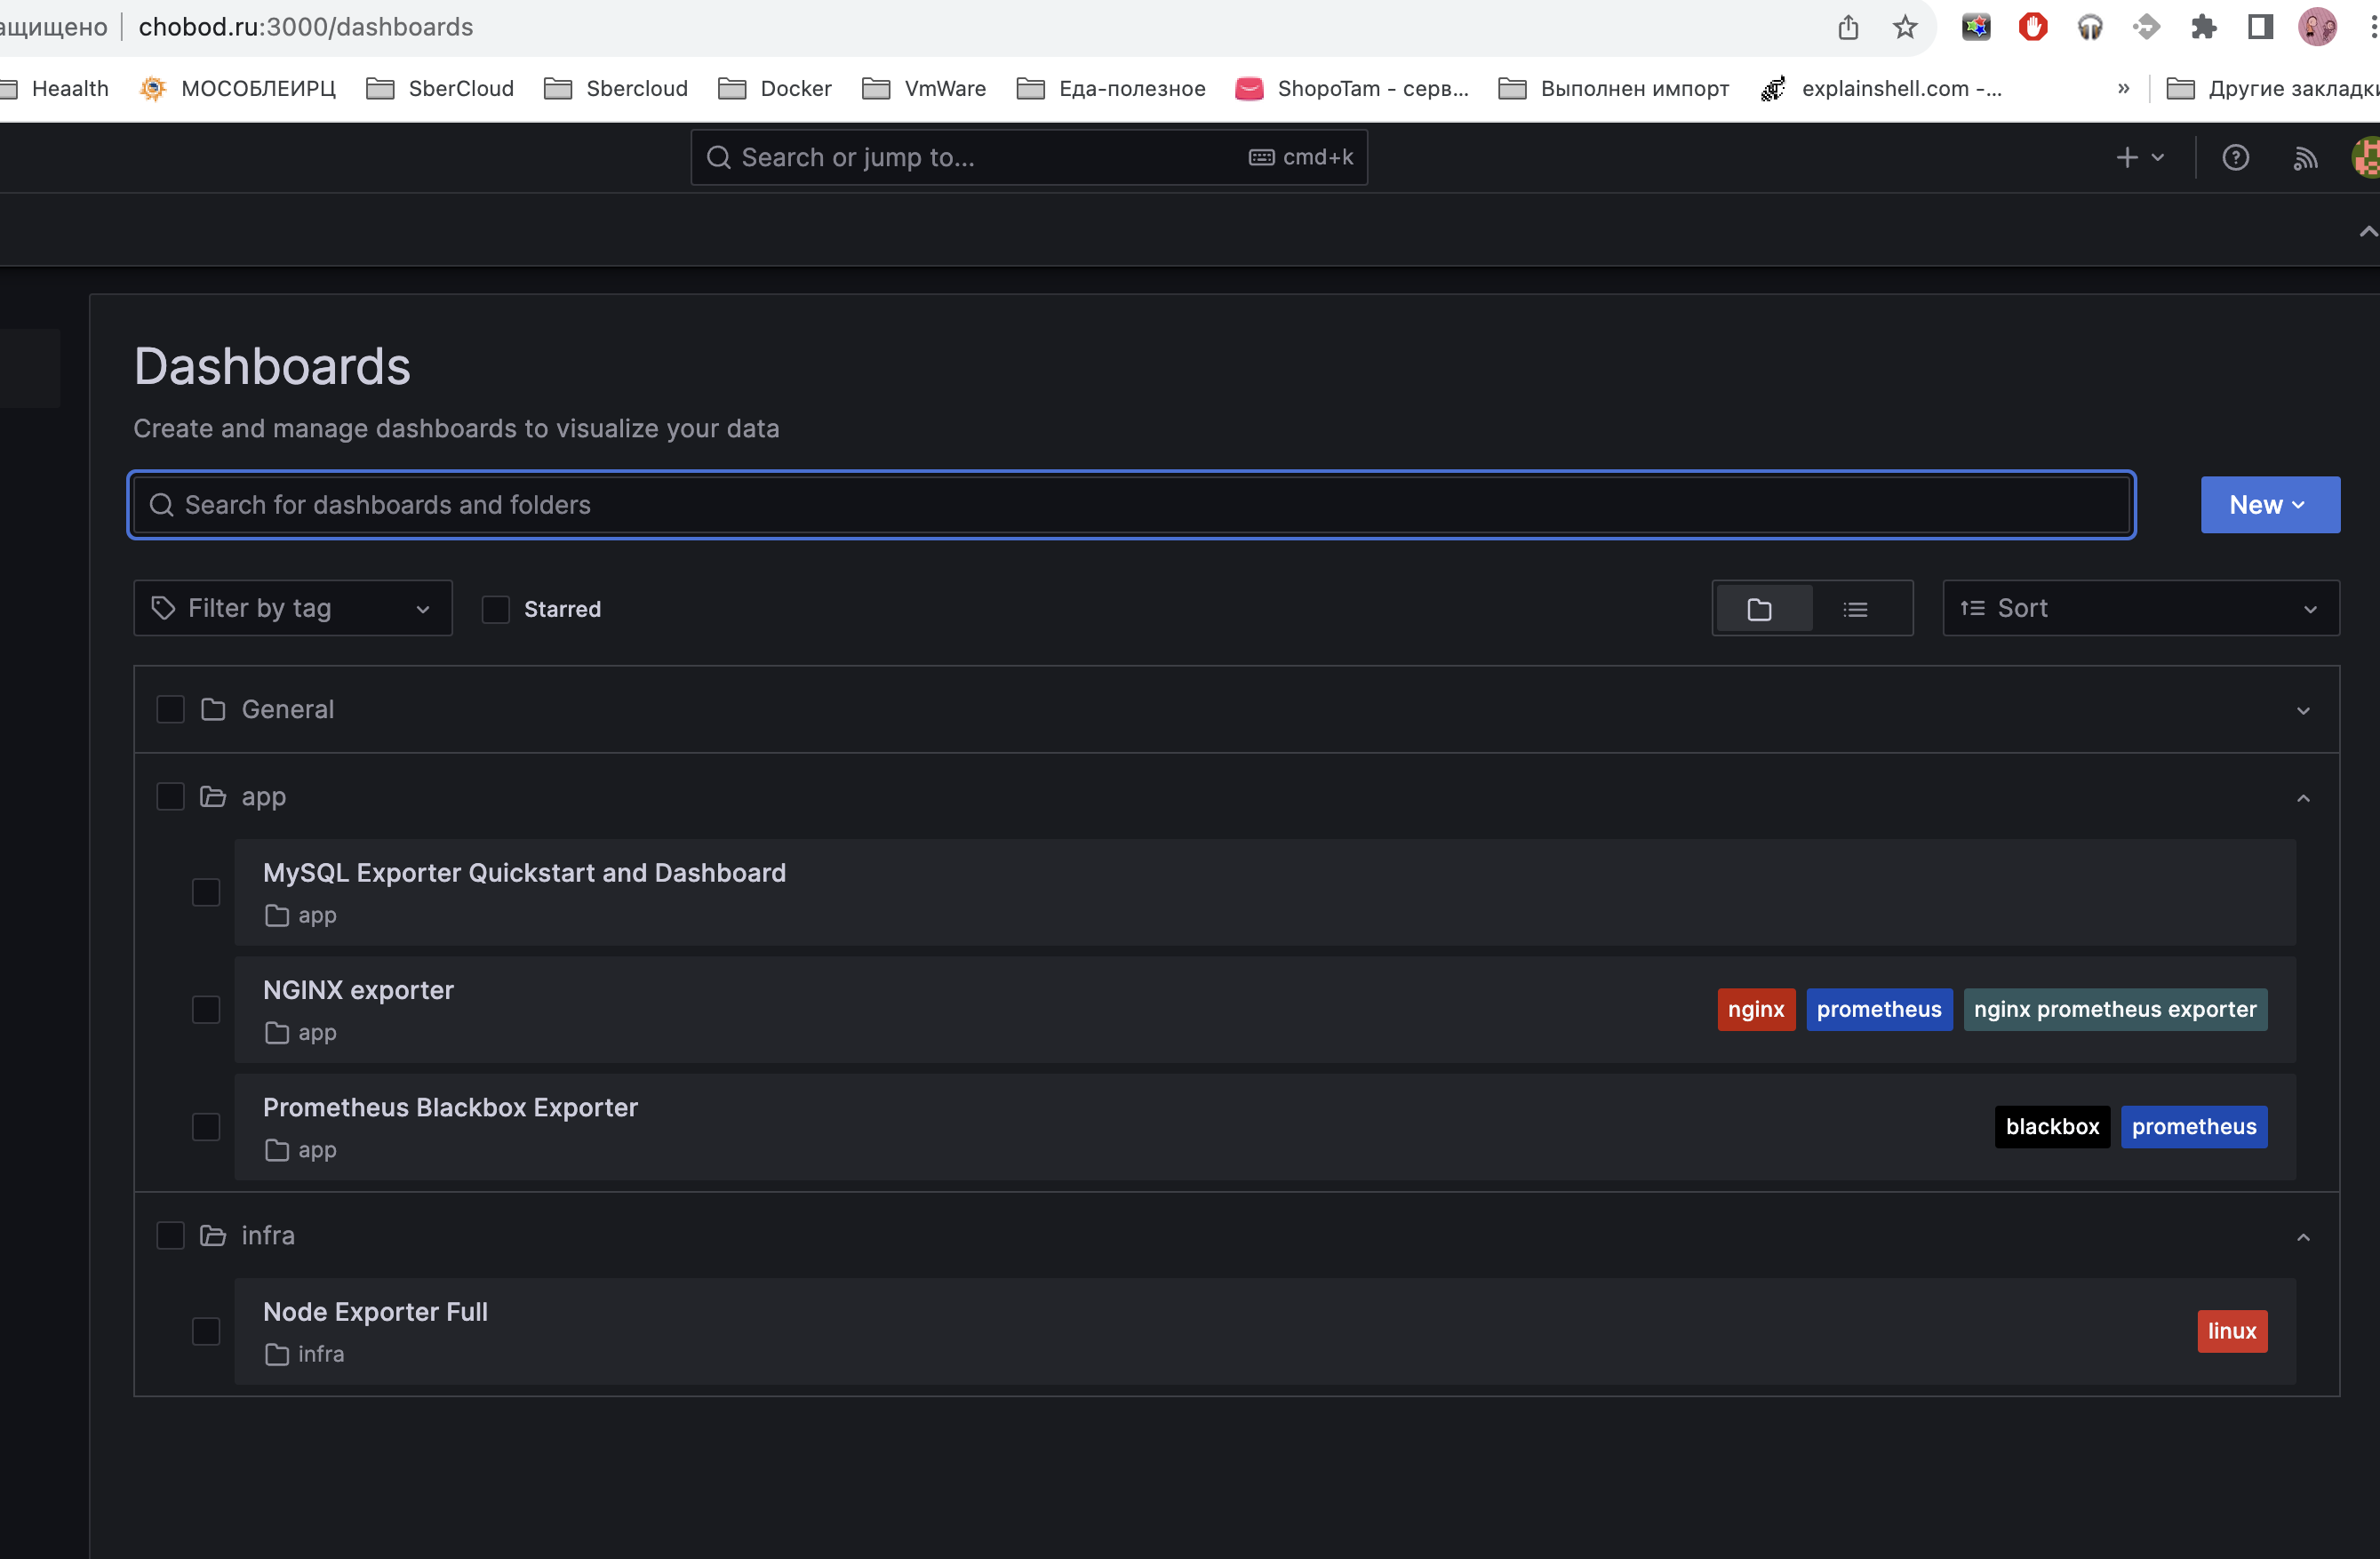 ащищено chobod.ru:3000/dashboards
Heaalth МОСОБЛЕИРЦ SberCloud Sbercloud Docker VmWare Еда-полезное ShopoTam - серв... Выполнен импорт explainshell.com -... » Другие закладки
Search or jump to... cmd+k
Dashboards
Create and manage dashboards to visualize your data
Search for dashboards and folders New
Filter by tag Starred Sort
General
app
MySQL Exporter Quickstart and Dashboard
app
NGINX exporter nginx prometheus nginx prometheus exporter
app
Prometheus Blackbox Exporter blackbox prometheus
app
infra
Node Exporter Full linux
infra